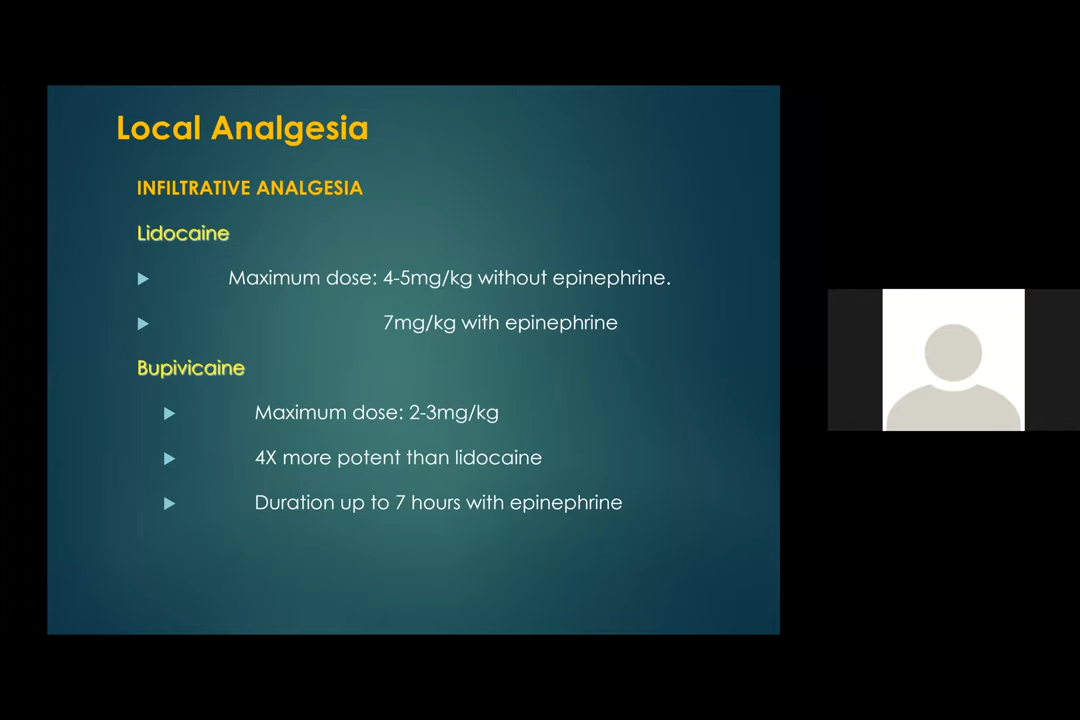 Local Analgesia
INFILTRATIVE ANALGESIA
Lidocaine
Maximum dose: 4-5mg/kg without epinephrine.
7mg/kg with epinephrine
Bupivicaine
Maximum dose: 2-3mg/kg
4X more potent than lidocaine
Duration up to 7 hours with epinephrine